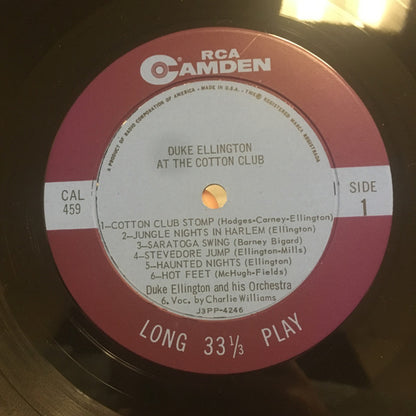 RCA
CAMDEN
A PRODUCT OF RADIO CORPORATION OF AMERICA - MADE IN U.S.A. - TMK® REGISTERED MARCA REGISTRADA
DUKE ELLINGTON
AT THE COTTON CLUB
CAL
459
SIDE
1
1—COTTON CLUB STOMP (Hodges-Carney-Ellington)
2—JUNGLE NIGHTS IN HARLEM (Ellington)
3—SARATOGA SWING (Barney Bigard)
4—STEVEDORE JUMP (Ellington-Mills)
5—HAUNTED NIGHTS (Ellington)
6—HOT FEET (McHugh-Fields)
Duke Ellington and his Orchestra
6. Voc. by Charlie Williams
J3PP-4246
LONG 33⅓ PLAY